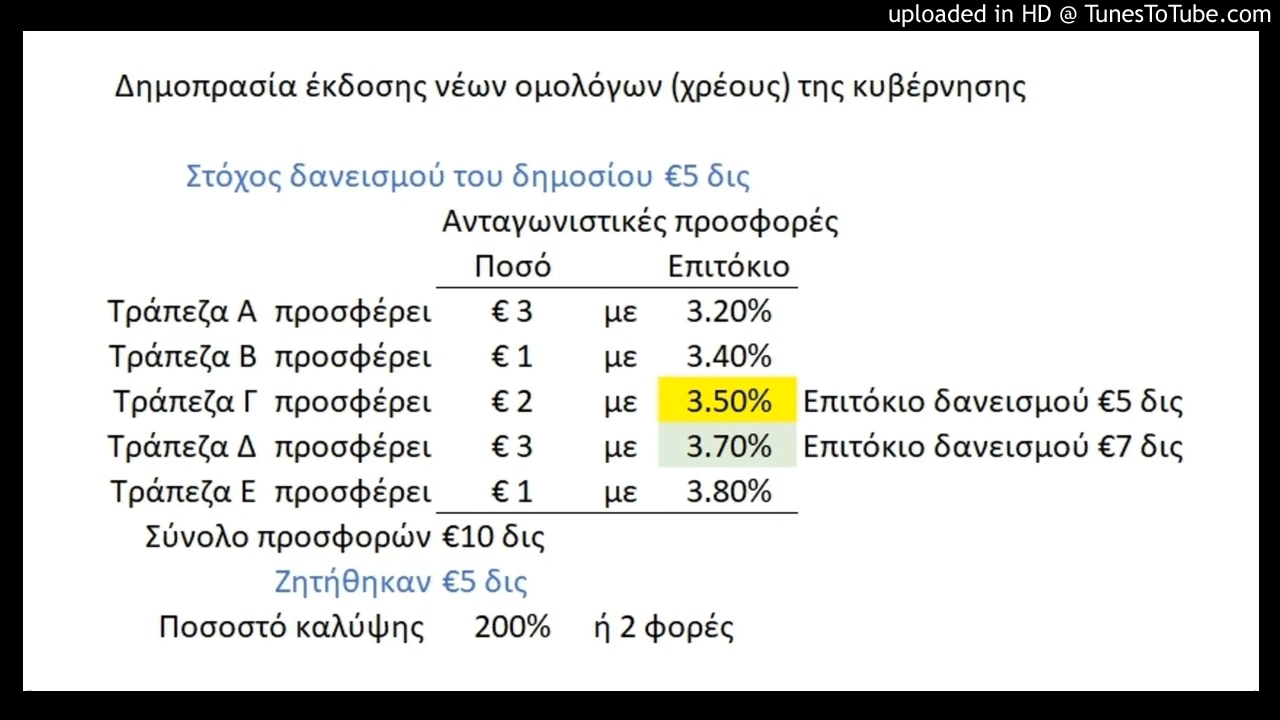 uploaded in HD @ TunesToTube.com
Δημοπρασία έκδοσης νέων ομολόγων (χρέους) της κυβέρνησης
Στόχος δανεισμού του δημοσίου €5 δις
Ανταγωνιστικές προσφορές
Ποσό Επιτόκιο
Τράπεζα Α προσφέρει € 3 με 3.20%
Τράπεζα Β προσφέρει € 1 με 3.40%
Τράπεζα Γ προσφέρει € 2 με 3.50% Επιτόκιο δανεισμού €5 δις
Τράπεζα Δ προσφέρει € 3 με 3.70% Επιτόκιο δανεισμού €7 δις
Τράπεζα Ε προσφέρει € 1 με 3.80%
Σύνολο προσφορών €10 δις
Ζητήθηκαν €5 δις
Ποσοστό καλύψης 200% ή 2 φορές